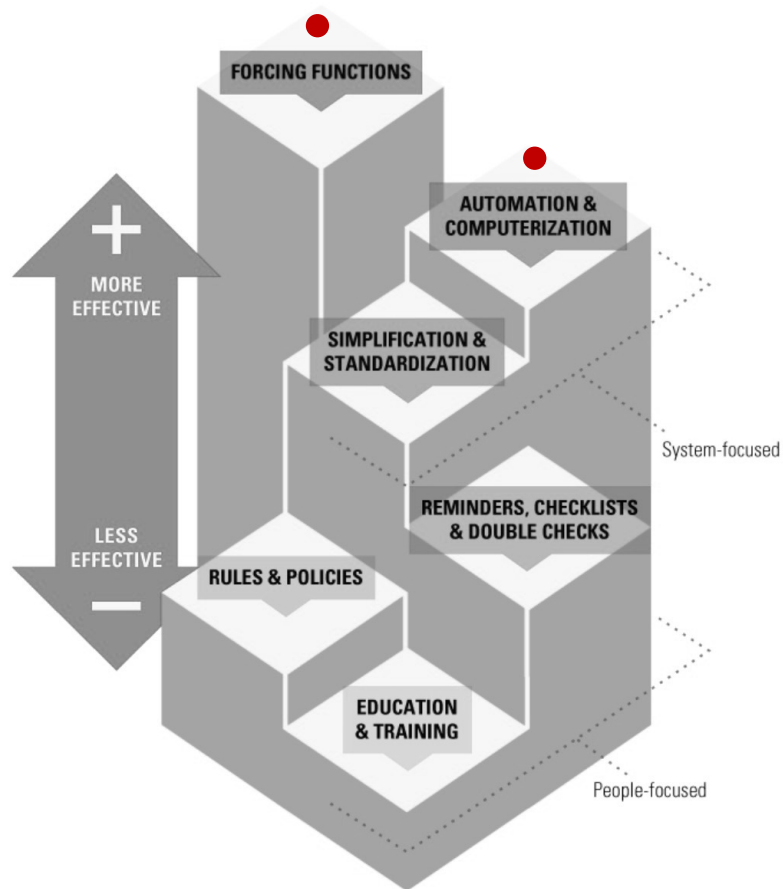 FORCING FUNCTIONS
AUTOMATION &
COMPUTERIZATION
+
MORE
EFFECTIVE
SIMPLIFICATION &
STANDARDIZATION
System-focused
REMINDERS, CHECKLISTS
& DOUBLE CHECKS
LESS
EFFECTIVE
−
RULES & POLICIES
EDUCATION
& TRAINING
People-focused